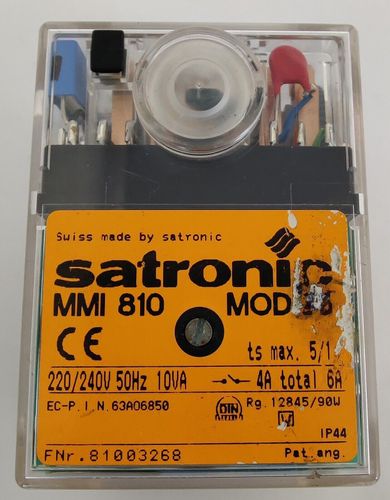 Swiss made by satronic
satronic
MMI 810 MOD
CE
ts max. 5/1
220/240V 50Hz 10VA 4A total 6A
EC-P.I.N.63AO6850 DIN Rg.12845/90W
IP44
FNr.81003268 Pat.ang.